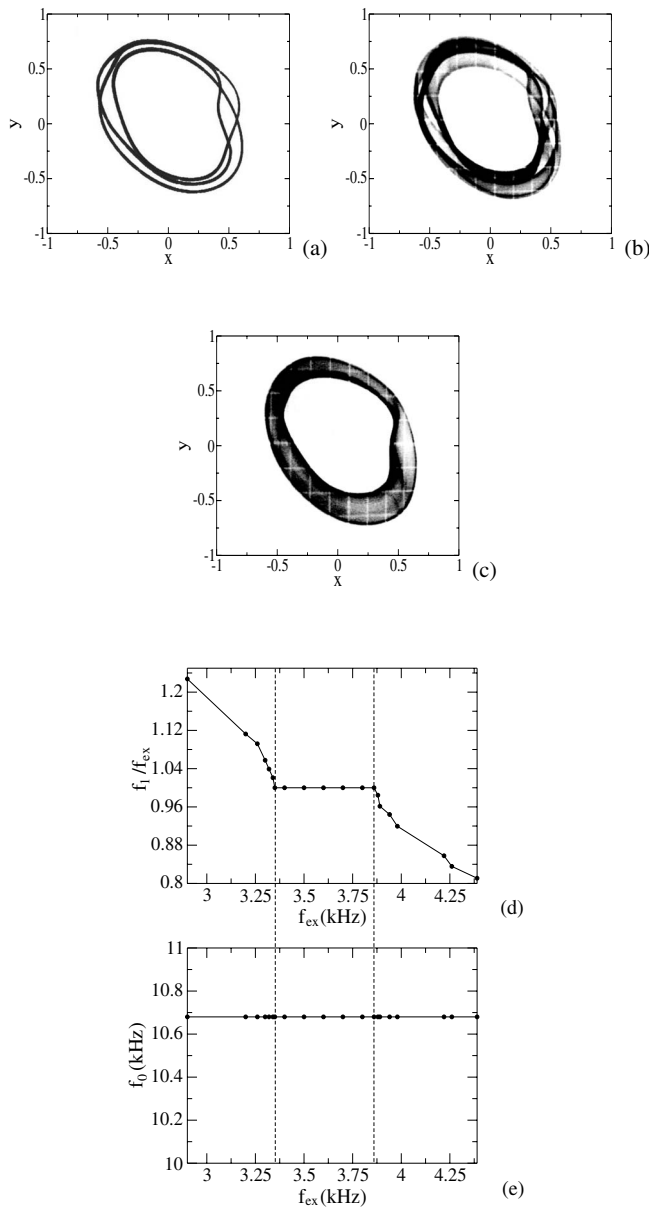 1
0.5
0
-0.5
-1
-1 -0.5 0 0.5 1
y
x
(a)
1
0.5
0
-0.5
-1
-1 -0.5 0 0.5 1
y
x
(b)
1
0.5
0
-0.5
-1
-1 -0.5 0 0.5 1
y
x
(c)
1.2
1.12
1.04
0.96
0.88
0.8
f1/fex
3 3.25 3.5 3.75 4 4.25
fex(kHz)
(d)
11
10.8
10.6
10.4
10.2
10
f0(kHz)
3 3.25 3.5 3.75 4 4.25
fex(kHz)
(e)